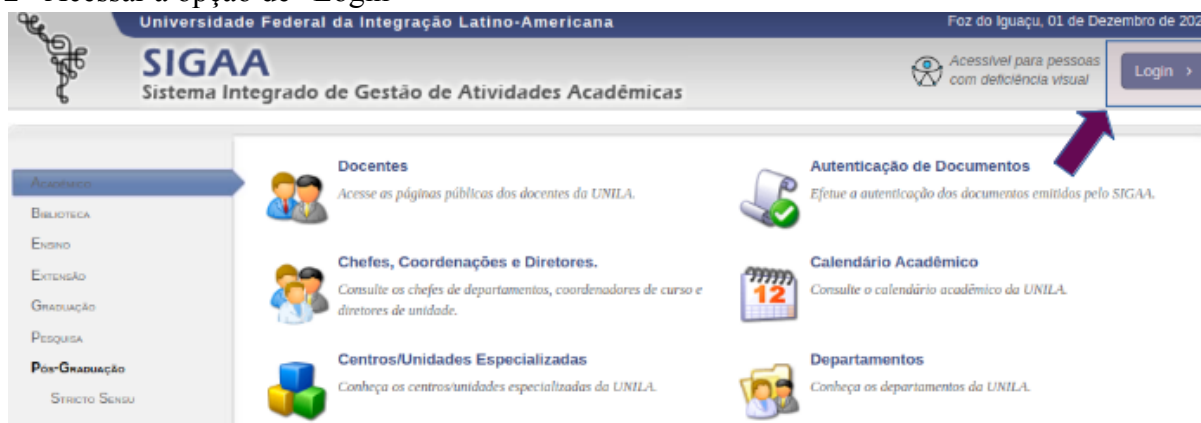 Acessar a opção de "Login"
Universidade Federal da Integração Latino-Americana
Foz do Iguaçu, 01 de Dezembro de 202
SIGAA
Sistema Integrado de Gestão de Atividades Acadêmicas
Acessível para pessoas
com deficiência visual
Login >
Acadêmico
Biblioteca
Ensino
Extensão
Graduação
Pesquisa
Pós-Graduação
Stricto Sensu
Docentes
Acesse as páginas públicas dos docentes da UNILA.
Autenticação de Documentos
Efetue a autenticação dos documentos emitidos pelo SIGAA.
Chefes, Coordenações e Diretores.
Consulte os chefes de departamentos, coordenadores de curso e
diretores de unidade.
12
Calendário Acadêmico
Consulte o calendário acadêmico da UNILA.
Centros/Unidades Especializadas
Conheça os centros/unidades especializadas da UNILA.
Departamentos
Conheça os departamentos da UNILA.